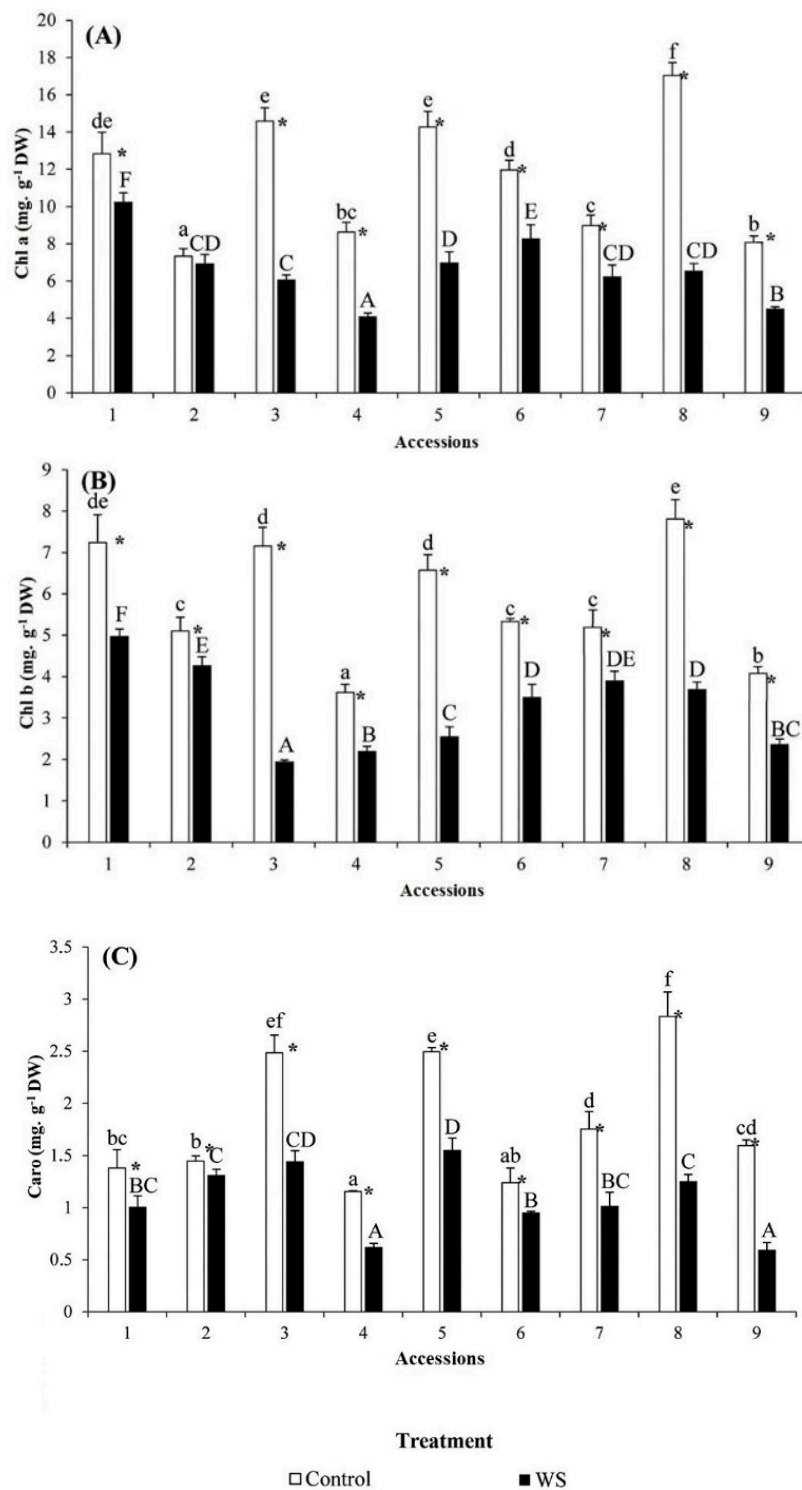 (A)
Chl a (mg. g-1 DW)
20
18
16
14
12
10
8
6
4
2
0
de * F
a CD
e * C
bc * A
e * D
d * E
c * CD
f * CD
b * B
1 2 3 4 5 6 7 8 9
Accessions
(B)
Chl b (mg. g-1 DW)
9
8
7
6
5
4
3
2
1
0
de * F
c * E
d * A
a * B
d * C
c * D
c * DE
e * D
b * BC
1 2 3 4 5 6 7 8 9
Accessions
(C)
Caro (mg. g-1 DW)
3.5
3
2.5
2
1.5
1
0.5
0
bc * BC
b * C
ef * CD
a * A
e * D
ab * B
d * BC
f * C
cd * A
1 2 3 4 5 6 7 8 9
Accessions
Treatment
Control WS